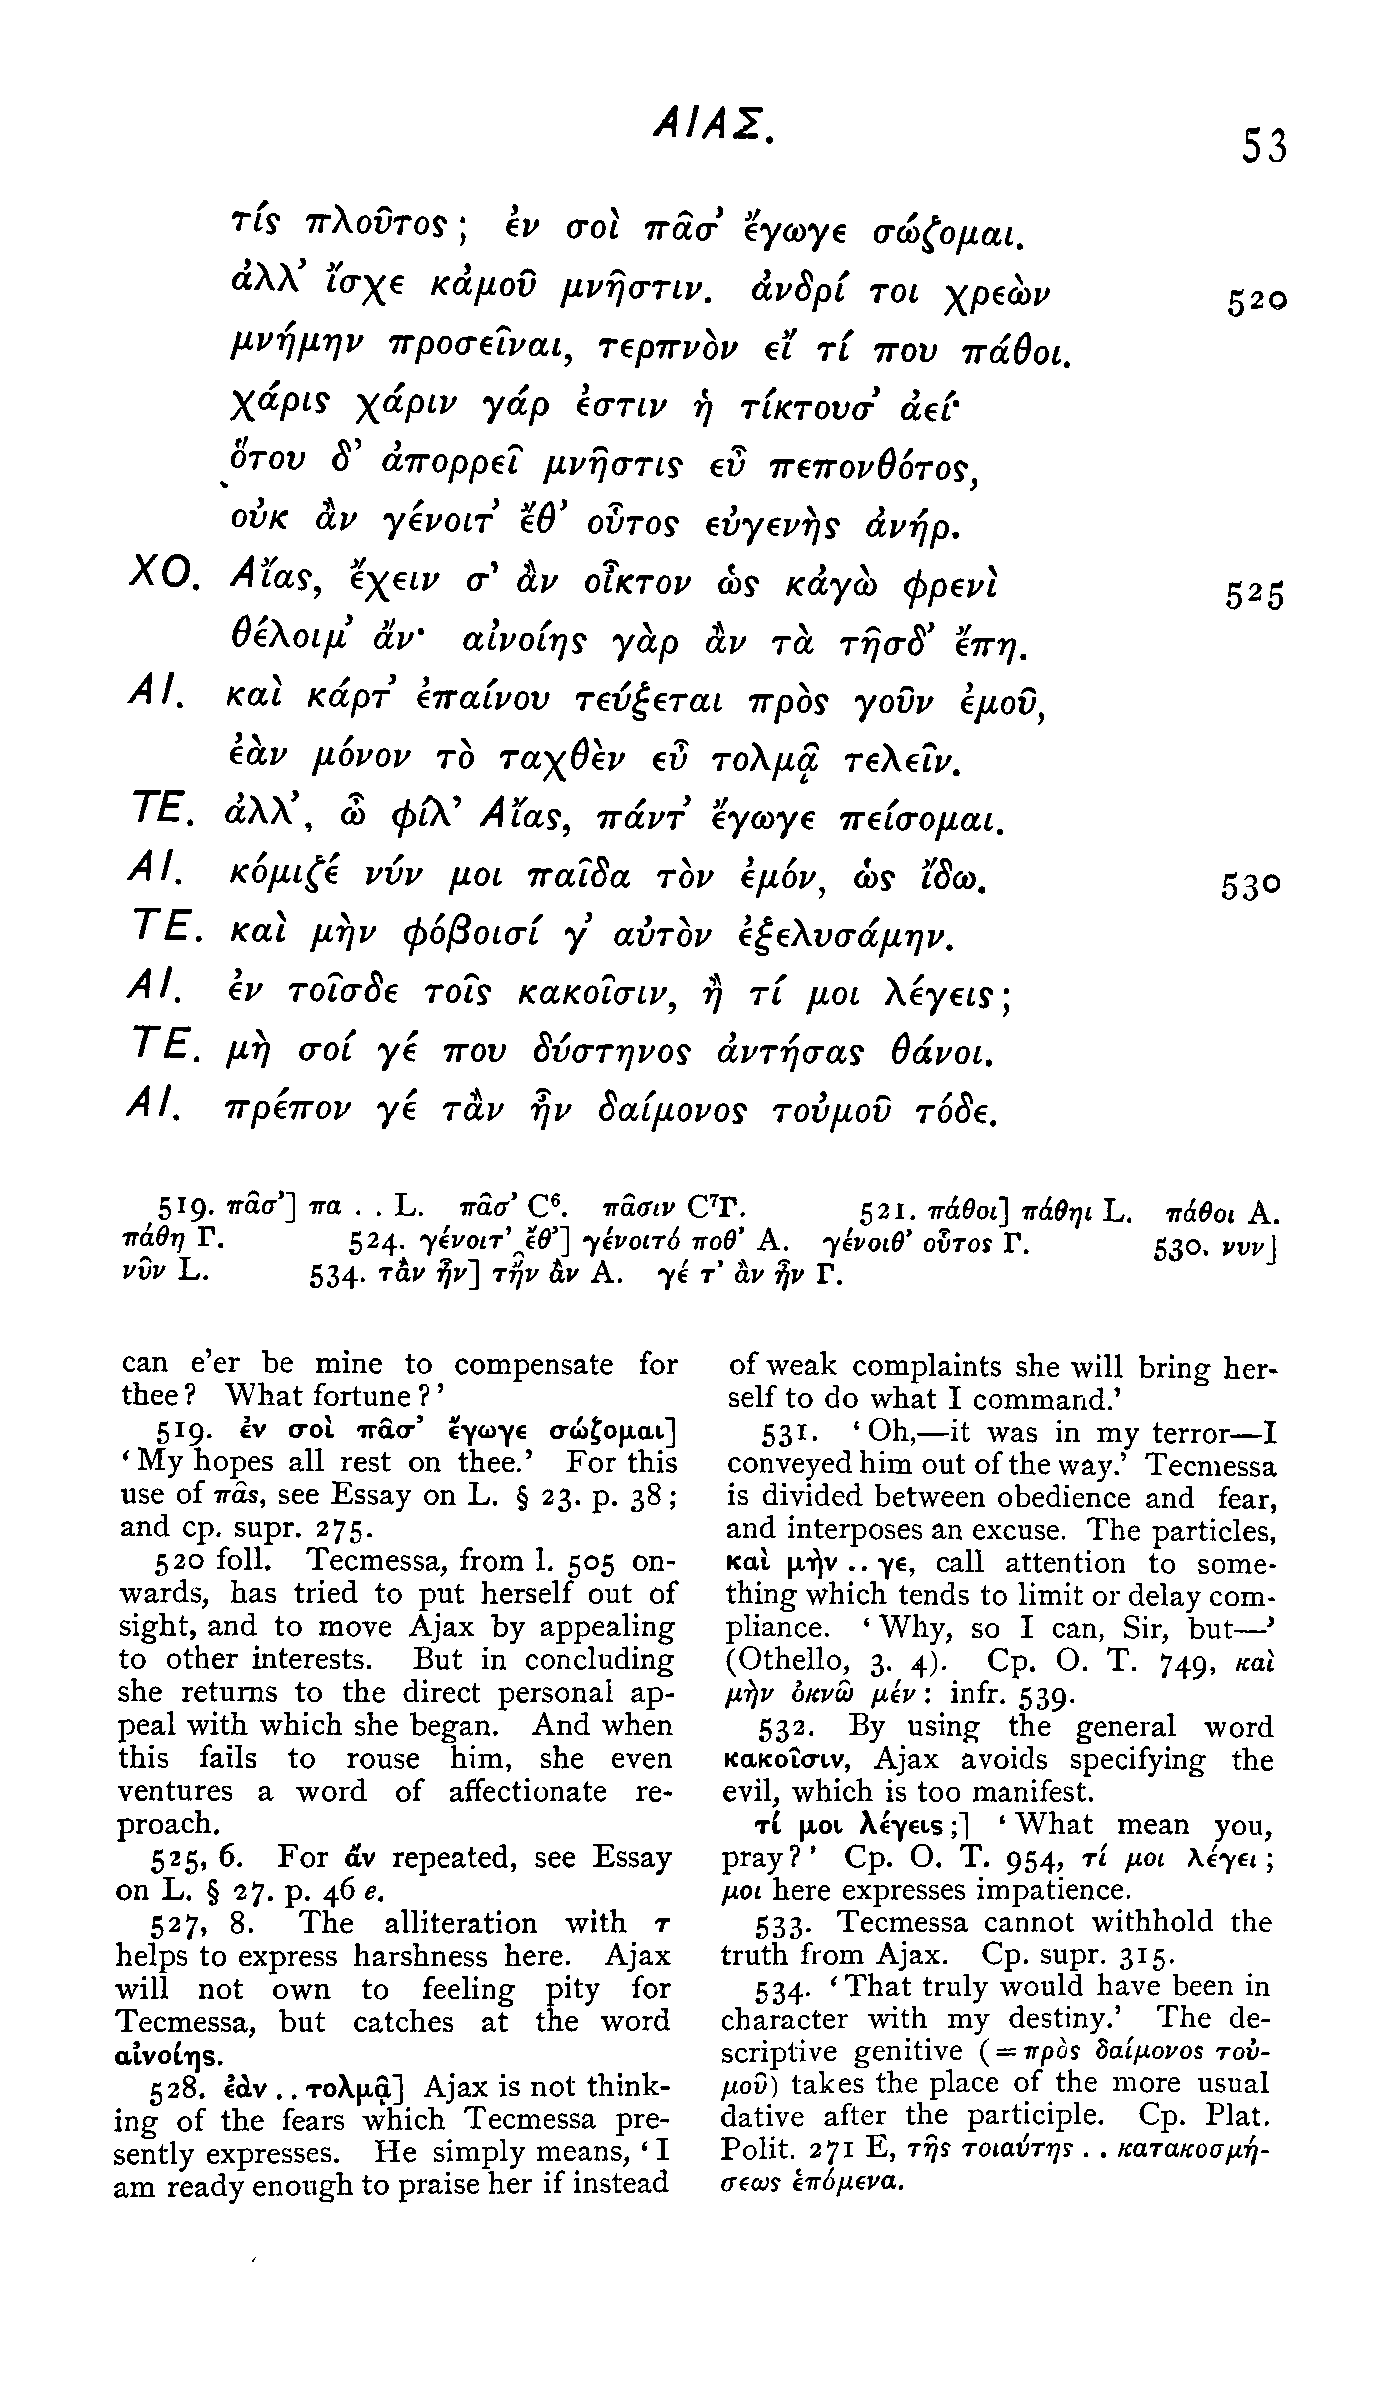 ΑΙΑΣ.
53
τίς πλοῦτος; ἐν σοὶ πᾶσ’ ἔγωγε σώζομαι.
ἀλλ’ ἴσχε κἀμοῦ μνῆστιν. ἀνδρί τοι χρεὼν 520
μνήμην προσεῖναι, τερπνὸν εἴ τί που πάθοι.
χάρις χάριν γάρ ἐστιν ἡ τίκτουσ’ ἀεί·
ὅτου δ’ ἀπορρεῖ μνῆστις εὖ πεπονθότος,
οὐκ ἂν γένοιτ’ ἔθ’ οὗτος εὐγενὴς ἀνήρ.
ΧΟ. Αἴας, ἔχειν σ’ ἂν οἶκτον ὡς κἀγὼ φρενὶ 525
θέλοιμ’ ἄν· αἰνοίης γὰρ ἂν τὰ τῆσδ’ ἔπη.
ΑΙ. καὶ κάρτ’ ἐπαίνου τεύξεται πρὸς γοῦν ἐμοῦ,
ἐὰν μόνον τὸ ταχθὲν εὖ τολμᾷ τελεῖν.
ΤΕ. ἀλλ’, ὦ φίλ’ Αἴας, πάντ’ ἔγωγε πείσομαι.
ΑΙ. κόμιζέ νύν μοι παῖδα τὸν ἐμόν, ὡς ἴδω. 530
ΤΕ. καὶ μὴν φόβοισί γ’ αὐτὸν ἐξελυσάμην.
ΑΙ. ἐν τοῖσδε τοῖς κακοῖσιν, ἢ τί μοι λέγεις;
ΤΕ. μὴ σοί γέ που δύστηνος ἀντήσας θάνοι.
ΑΙ. πρέπον γέ τἂν ἦν δαίμονος τοὐμοῦ τόδε.
519. πᾶσ’] πα . . L. πᾶσ’ C⁶. πᾶσιν C⁷Γ. 521. πάθοι] πάθηι L. πάθοι A.
πάθη Γ. 524. γένοιτ’ ἔθ’] γένοιτό ποθ’ A. γένοιθ’ οὗτος Γ. 530. νυν]
νῦν L. 534. τἂν ἦν] τἢν ἂν A. γέ τ’ ἂν ἦν Γ.
can e’er be mine to compensate for
thee? What fortune?’
519. ἐν σοὶ πᾶσ’ ἔγωγε σώζομαι]
‘My hopes all rest on thee.’ For this
use of πᾶς, see Essay on L. § 23. p. 38;
and cp. supr. 275.
520 foll. Tecmessa, from l. 505 on-
wards, has tried to put herself out of
sight, and to move Ajax by appealing
to other interests. But in concluding
she returns to the direct personal ap-
peal with which she began. And when
this fails to rouse him, she even
ventures a word of affectionate re-
proach.
525, 6. For ἄν repeated, see Essay
on L. § 27. p. 46 e.
527, 8. The alliteration with τ
helps to express harshness here. Ajax
will not own to feeling pity for
Tecmessa, but catches at the word
αἰνοίης.
528. ἐὰν . . τολμᾷ] Ajax is not think-
ing of the fears which Tecmessa pre-
sently expresses. He simply means, ‘I
am ready enough to praise her if instead
of weak complaints she will bring her-
self to do what I command.’
531. ‘Oh,—it was in my terror—I
conveyed him out of the way.’ Tecmessa
is divided between obedience and fear,
and interposes an excuse. The particles,
καὶ μὴν . . γε, call attention to some-
thing which tends to limit or delay com-
pliance. ‘Why, so I can, Sir, but—’
(Othello, 3. 4). Cp. O. T. 749, καὶ
μὴν ὀκνῶ μέν: infr. 539.
532. By using the general word
κακοῖσιν, Ajax avoids specifying the
evil, which is too manifest.
τί μοι λέγεις;] ‘What mean you,
pray?’ Cp. O. T. 954, τί μοι λέγει;
μοι here expresses impatience.
533. Tecmessa cannot withhold the
truth from Ajax. Cp. supr. 315.
534. ‘That truly would have been in
character with my destiny.’ The de-
scriptive genitive (=πρὸς δαίμονος τοὐ-
μοῦ) takes the place of the more usual
dative after the participle. Cp. Plat.
Polit. 271 E, τῆς τοιαύτης . . κατακοσμή-
σεως ἑπόμενα.